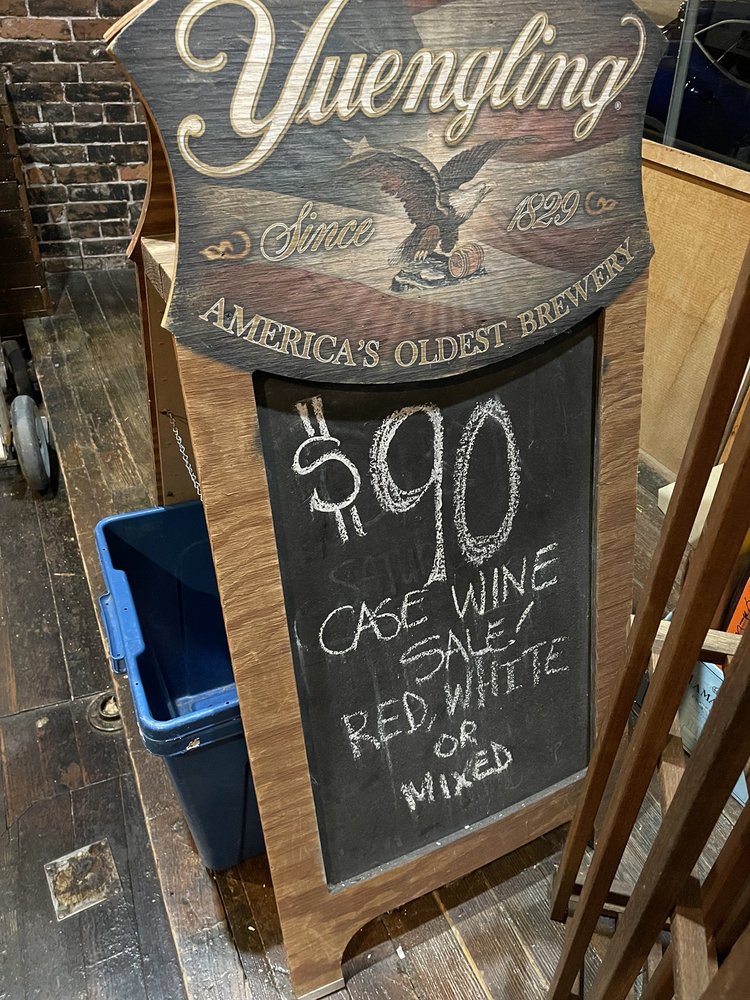 Yuengling®
Since 1829
AMERICA'S OLDEST BREWERY
$90
CASE WINE
SALE!
RED, WHITE
OR
MIXED